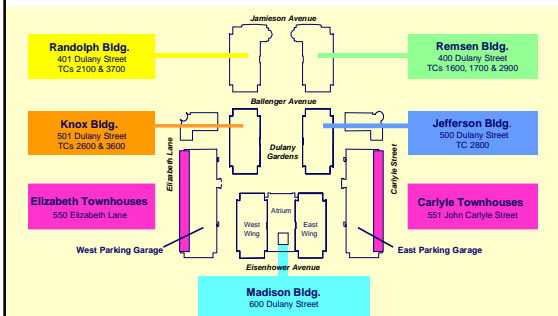 Jamieson Avenue
Randolph Bldg.
401 Dulany Street
TCs 2100 & 3700
Remsen Bldg.
400 Dulany Street
TCs 1600, 1700 & 2900
Ballenger Avenue
Knox Bldg.
501 Dulany Street
TCs 2600 & 3600
Jefferson Bldg.
500 Dulany Street
TC 2800
Elizabeth Lane
Dulany
Gardens
Carlyle Street
Elizabeth Townhouses
550 Elizabeth Lane
Carlyle Townhouses
551 John Carlyle Street
Atrium
West
Wing
East
Wing
West Parking Garage
East Parking Garage
Eisenhower Avenue
Madison Bldg.
600 Dulany Street